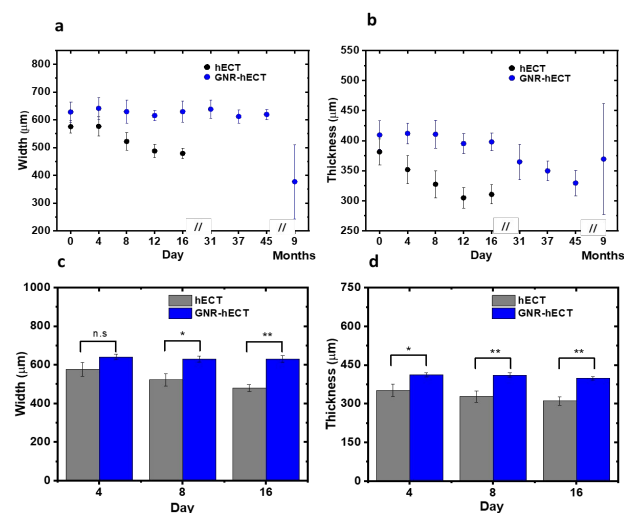 a
Width (µm)
800
700
600
500
400
300
200
hECT
GNR-hECT
//
//
0 4 8 12 16 31 37 45 9
Day
Months
b
Thickness (µm)
550
500
450
400
350
300
250
hECT
GNR-hECT
//
//
0 4 8 12 16 31 37 45 9
Day
Months
c
Width (µm)
1000
800
600
400
200
0
hECT
GNR-hECT
n.s
*
**
4 8 16
Day
d
Thickness (µm)
750
600
450
300
150
0
hECT
GNR-hECT
*
**
**
4 8 16
Day